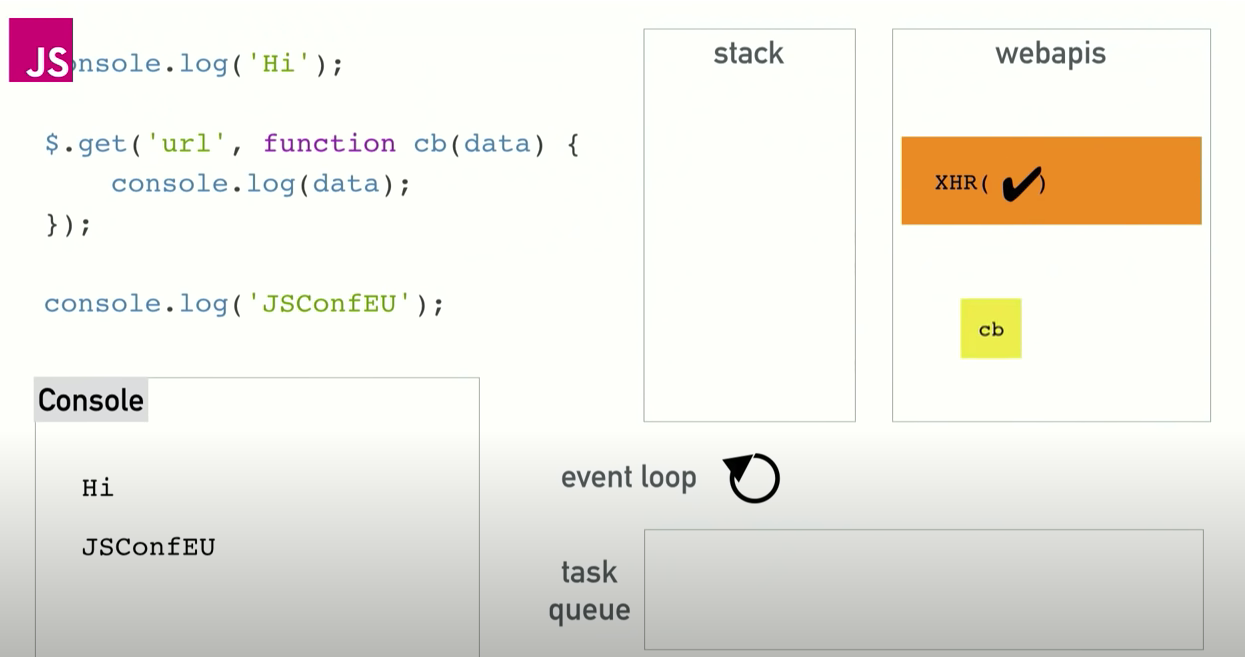 JS
onsole.log('Hi');
$.get('url', function cb(data) {
    console.log(data);
});
console.log('JSConfEU');
Console
Hi
JSConfEU
stack
webapis
XHR( ✔)
cb
event loop
task
queue